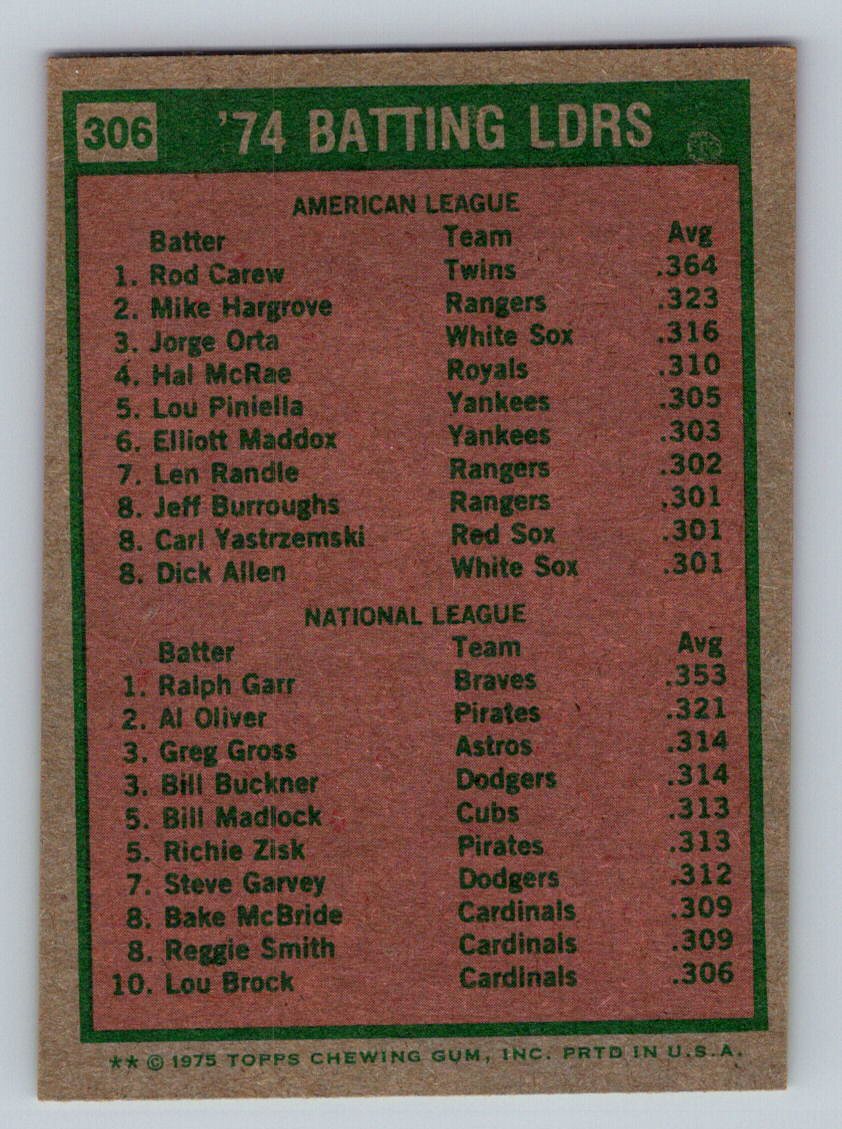 306 '74 BATTING LDRS
AMERICAN LEAGUE
Batter Team Avg
1. Rod Carew Twins .364
2. Mike Hargrove Rangers .323
3. Jorge Orta White Sox .316
4. Hal McRae Royals .310
5. Lou Piniella Yankees .305
6. Elliott Maddox Yankees .303
7. Len Randle Rangers .302
8. Jeff Burroughs Rangers .301
8. Carl Yastrzemski Red Sox .301
8. Dick Allen White Sox .301
NATIONAL LEAGUE
Batter Team Avg
1. Ralph Garr Braves .353
2. Al Oliver Pirates .321
3. Greg Gross Astros .314
3. Bill Buckner Dodgers .314
5. Bill Madlock Cubs .313
5. Richie Zisk Pirates .313
7. Steve Garvey Dodgers .312
8. Bake McBride Cardinals .309
8. Reggie Smith Cardinals .309
10. Lou Brock Cardinals .306
** © 1975 TOPPS CHEWING GUM, INC. PRTD IN U.S.A.